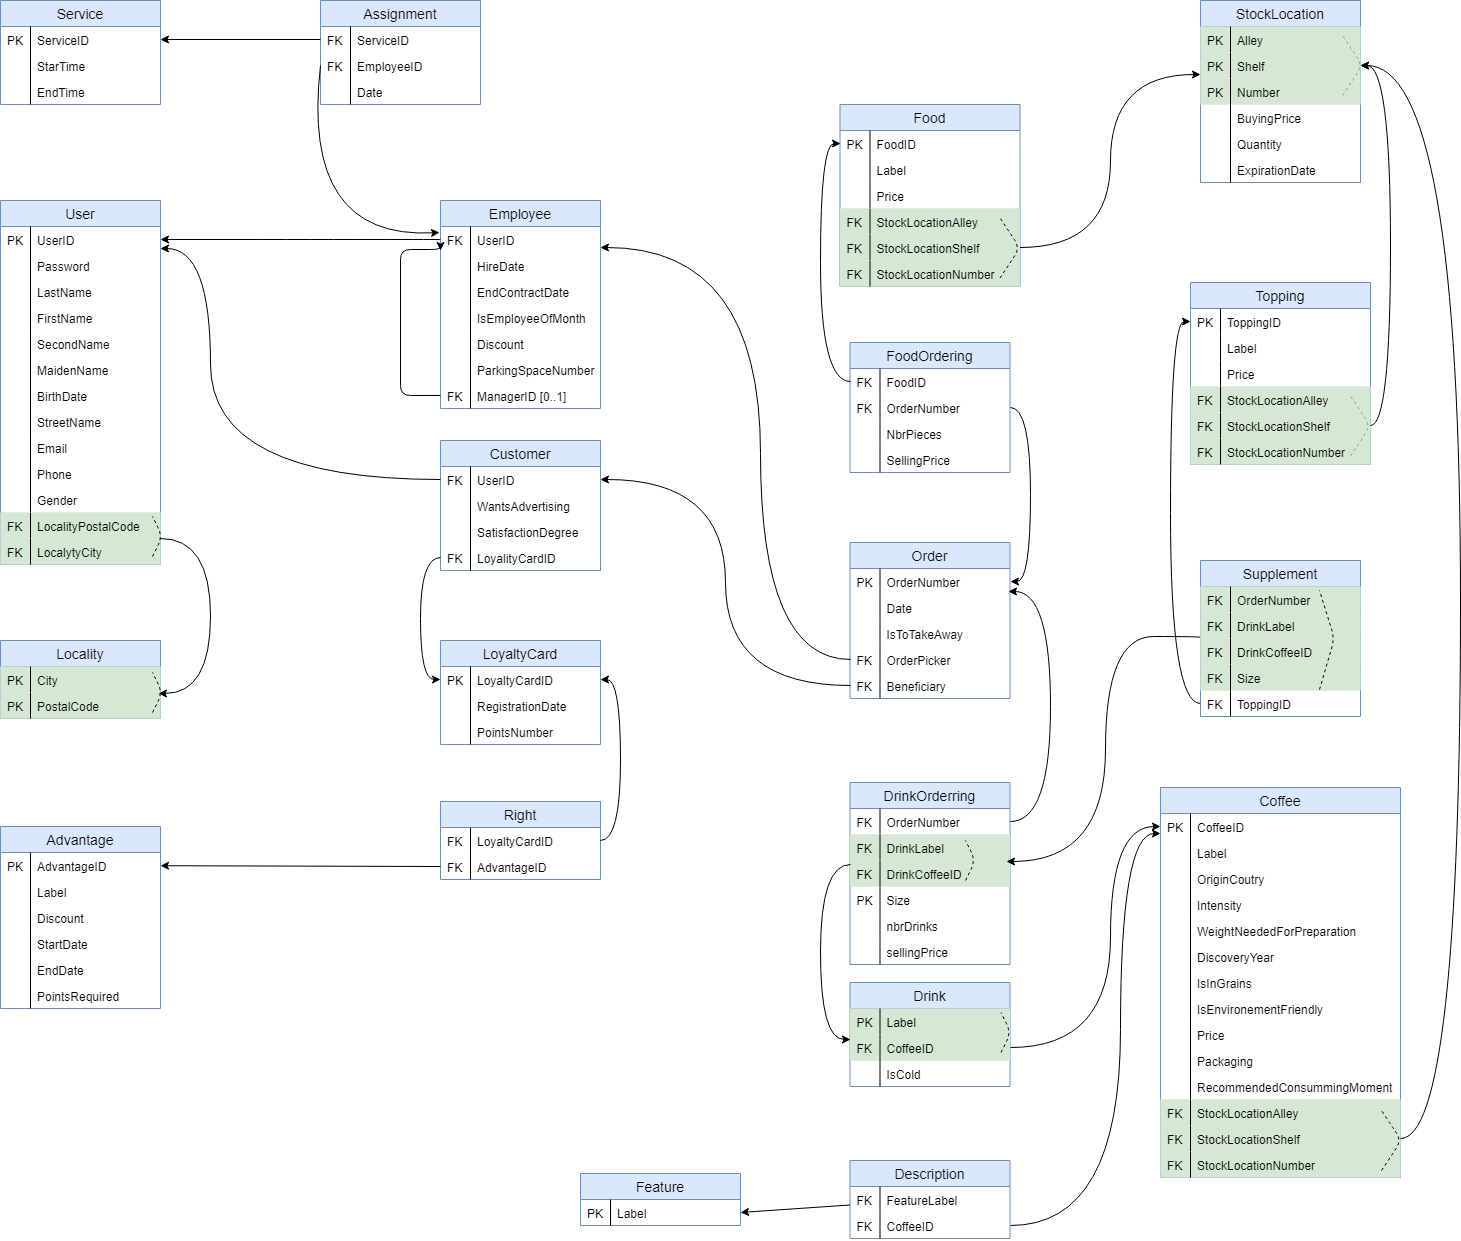 Service
PK ServiceID
StarTime
EndTime
Assignment
FK ServiceID
FK EmployeeID
Date
StockLocation
PK Alley
PK Shelf
PK Number
BuyingPrice
Quantity
ExpirationDate
Food
PK FoodID
Label
Price
FK StockLocationAlley
FK StockLocationShelf
FK StockLocationNumber
User
PK UserID
Password
LastName
FirstName
SecondName
MaidenName
BirthDate
StreetName
Email
Phone
Gender
FK LocalityPostalCode
FK LocalytyCity
Employee
FK UserID
HireDate
EndContractDate
IsEmployeeOfMonth
Discount
ParkingSpaceNumber
FK ManagerID [0..1]
Topping
PK ToppingID
Label
Price
FK StockLocationAlley
FK StockLocationShelf
FK StockLocationNumber
FoodOrdering
FK FoodID
FK OrderNumber
NbrPieces
SellingPrice
Customer
FK UserID
WantsAdvertising
SatisfactionDegree
FK LoyalityCardID
Order
PK OrderNumber
Date
IsToTakeAway
FK OrderPicker
FK Beneficiary
Supplement
FK OrderNumber
FK DrinkLabel
FK DrinkCoffeeID
FK Size
FK ToppingID
Locality
PK City
PK PostalCode
LoyaltyCard
PK LoyaltyCardID
RegistrationDate
PointsNumber
DrinkOrderring
FK OrderNumber
FK DrinkLabel
FK DrinkCoffeeID
PK Size
nbrDrinks
sellingPrice
Coffee
PK CoffeeID
Label
OriginCoutry
Intensity
WeightNeededForPreparation
DiscoveryYear
IsInGrains
IsEnvironementFriendly
Price
Packaging
RecommendedConsummingMoment
FK StockLocationAlley
FK StockLocationShelf
FK StockLocationNumber
Right
FK LoyaltyCardID
FK AdvantageID
Advantage
PK AdvantageID
Label
Discount
StartDate
EndDate
PointsRequired
Drink
PK Label
FK CoffeeID
IsCold
Description
FK FeatureLabel
FK CoffeeID
Feature
PK Label